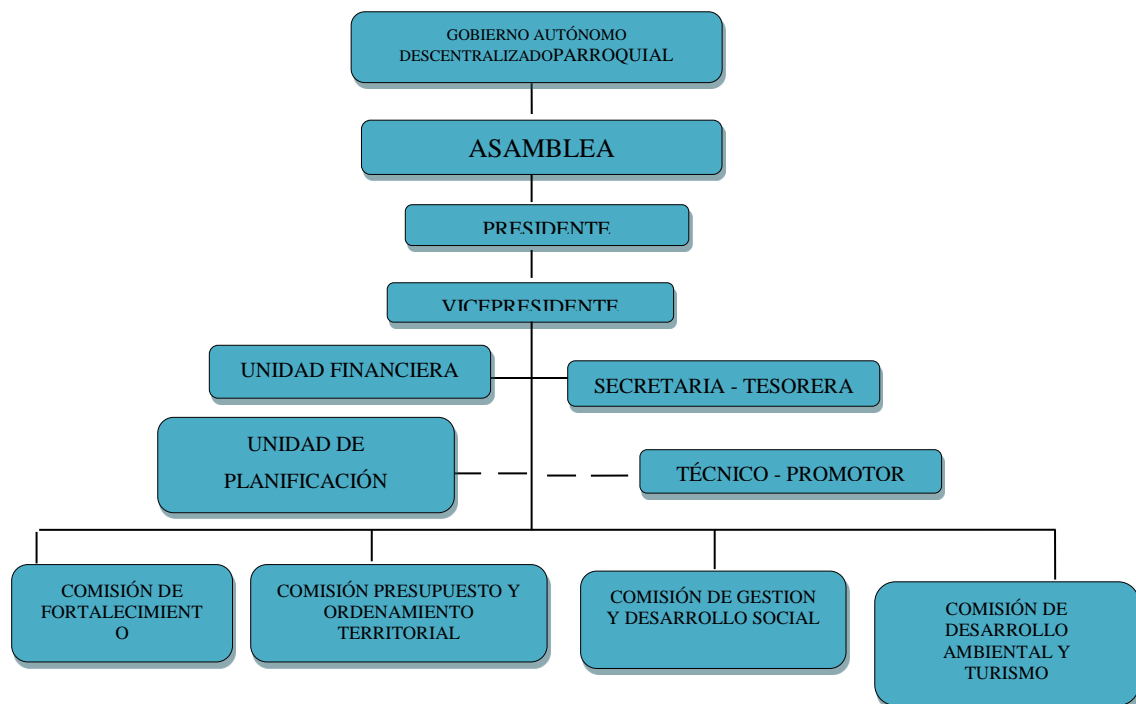 GOBIERNO AUTÓNOMO
DESCENTRALIZADOPARROQUIAL
ASAMBLEA
PRESIDENTE
VICEPRESIDENTE
UNIDAD FINANCIERA
SECRETARIA - TESORERA
UNIDAD DE
PLANIFICACIÓN
TÉCNICO - PROMOTOR
COMISIÓN DE
FORTALECIMIENT
O
COMISIÓN PRESUPUESTO Y
ORDENAMIENTO
TERRITORIAL
COMISIÓN DE GESTION
Y DESARROLLO SOCIAL
COMISIÓN DE
DESARROLLO
AMBIENTAL Y
TURISMO